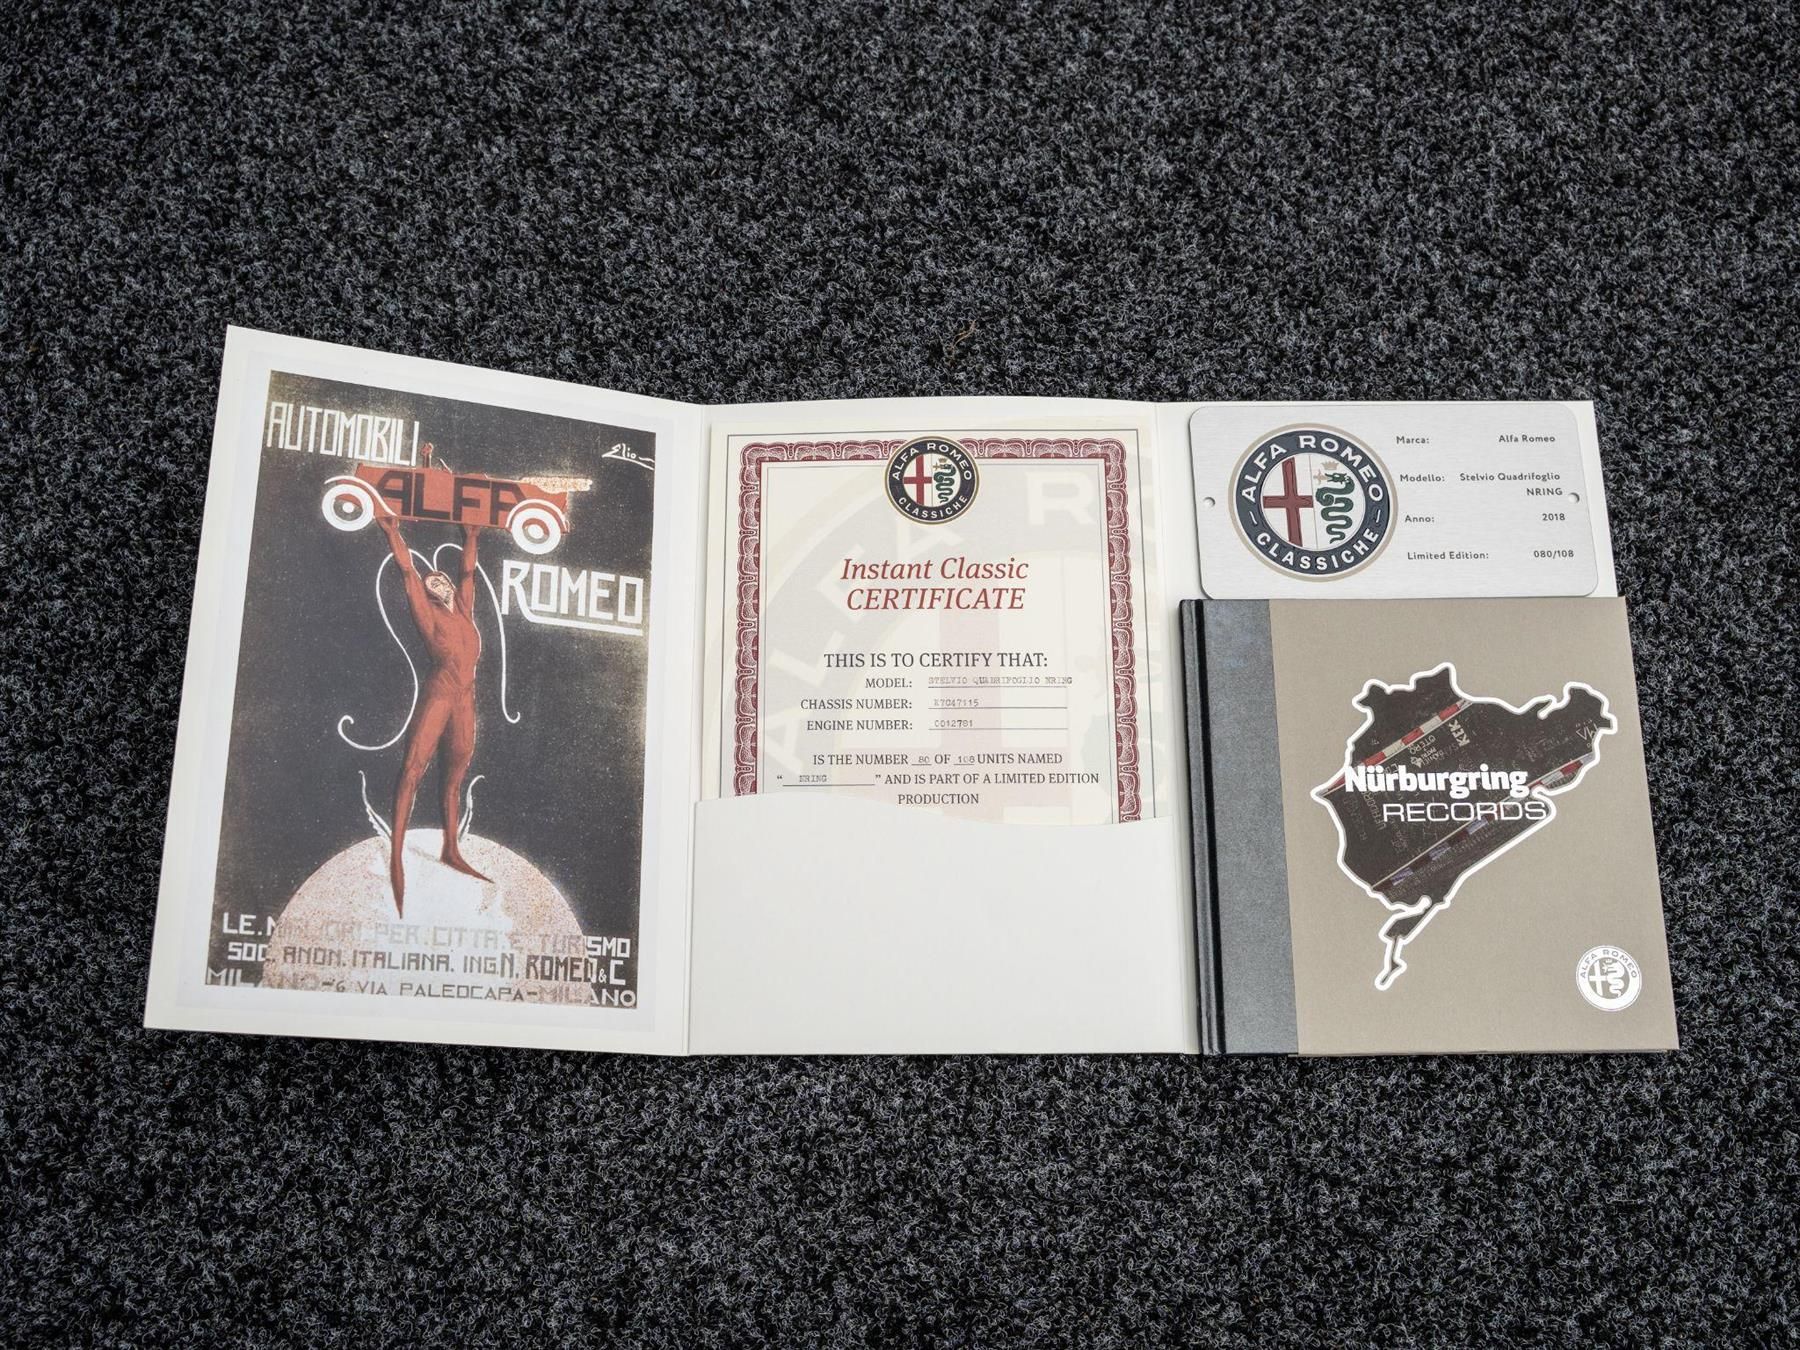 AUTOMOBILI
Elio
ALFA
ROMEO
PER. CITTA E TURISMO
SOC. ANON. ITALIANA. ING. N. ROMEO & C
MILANO-6 VIA PALEOCAPA-MILANO
ALFA ROMEO
CLASSICHE
Instant Classic
CERTIFICATE
THIS IS TO CERTIFY THAT:
MODEL: STELVIO QUADRIFOGLIO NRING
CHASSIS NUMBER: K7C47115
ENGINE NUMBER: C012781
IS THE NUMBER 80 OF 108 UNITS NAMED
“ NRING ” AND IS PART OF A LIMITED EDITION
PRODUCTION
ALFA ROMEO
CLASSICHE
Marca: Alfa Romeo
Modello: Stelvio Quadrifoglio
NRING
Anno: 2018
Limited Edition: 080/108
Nürburgring
RECORDS
ALFA ROMEO